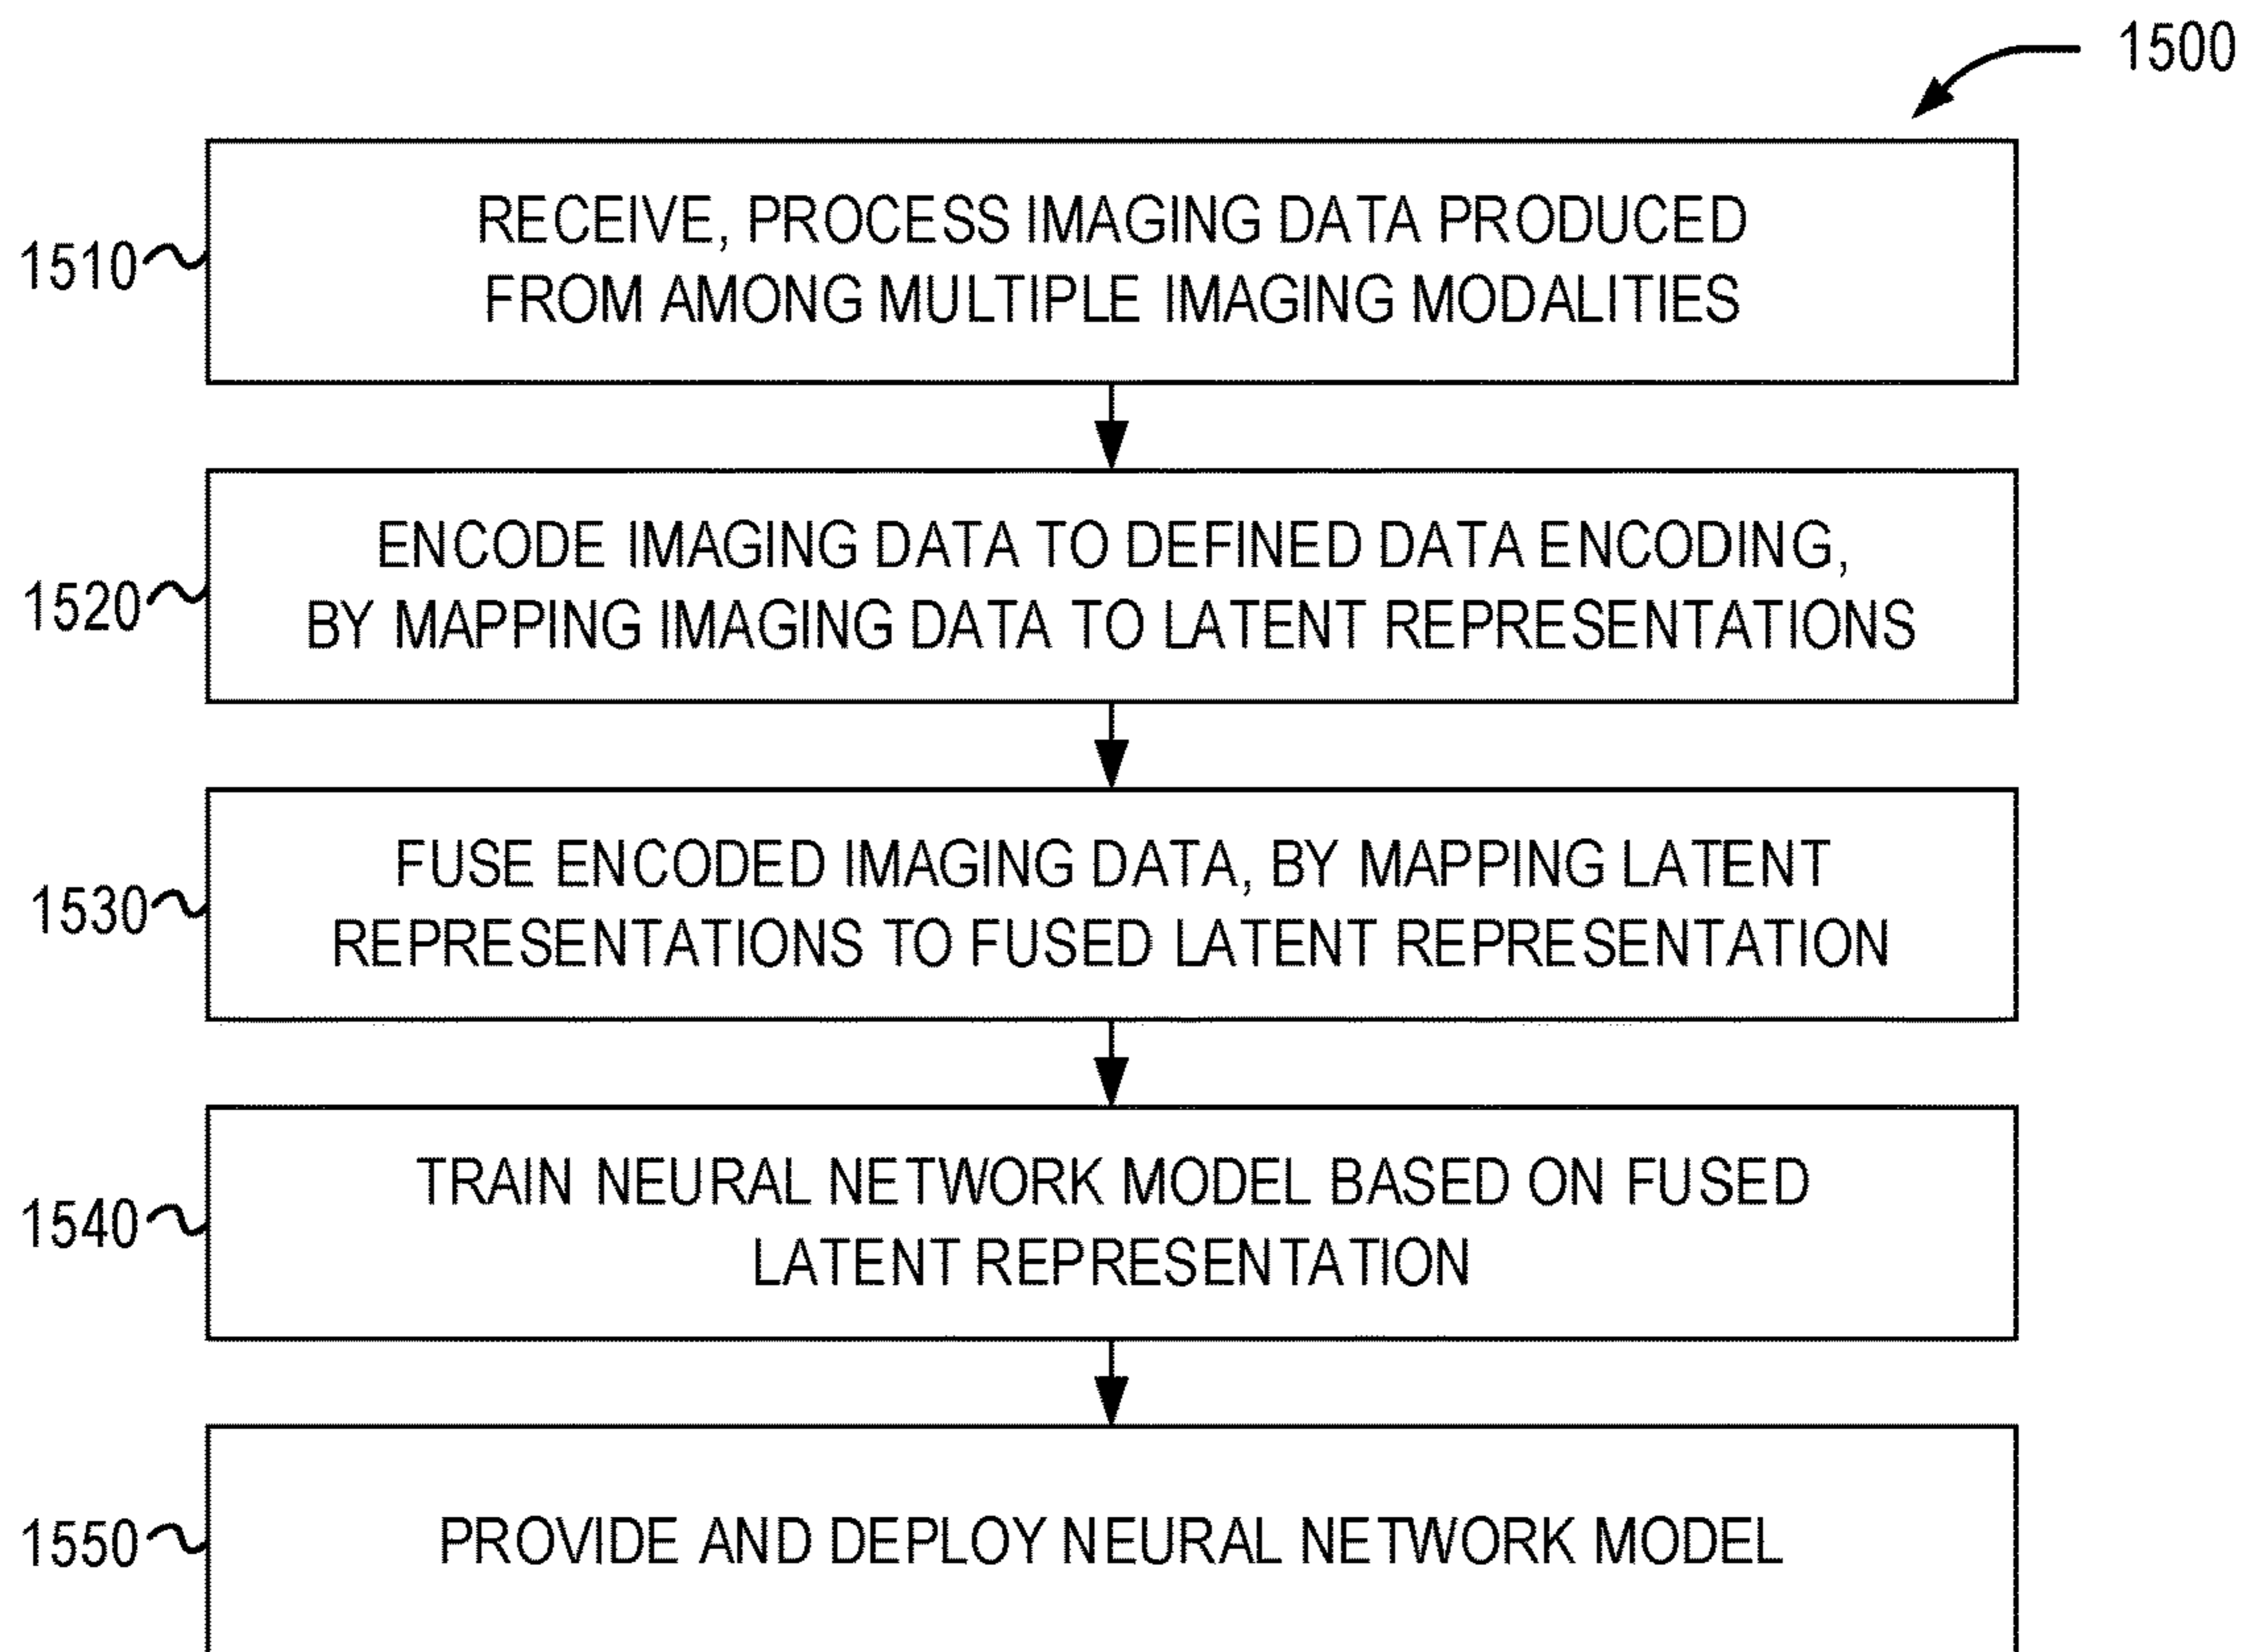 1500
RECEIVE, PROCESS IMAGING DATA PRODUCED
FROM AMONG MULTIPLE IMAGING MODALITIES
1510
ENCODE IMAGING DATA TO DEFINED DATA ENCODING,
BY MAPPING IMAGING DATA TO LATENT REPRESENTATIONS
1520
FUSE ENCODED IMAGING DATA, BY MAPPING LATENT
REPRESENTATIONS TO FUSED LATENT REPRESENTATION
1530
TRAIN NEURAL NETWORK MODEL BASED ON FUSED
LATENT REPRESENTATION
1540
PROVIDE AND DEPLOY NEURAL NETWORK MODEL
1550